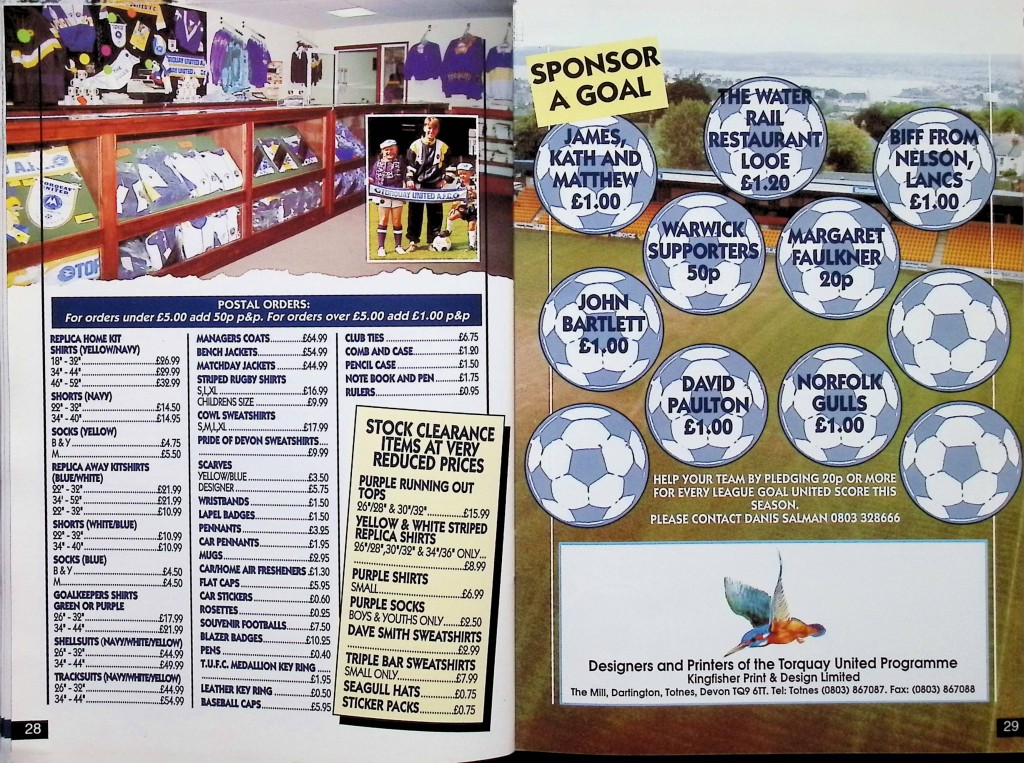 TORQUAY UNITED
TORQUAY UNITED A.F.C.
POSTAL ORDERS:
For orders under £5.00 add 50p p&p. For orders over £5.00 add £1.00 p&p
REPLICA HOME KIT
SHIRTS (YELLOW/NAVY)
18" - 32" £26.99
34" - 44" £29.99
46" - 52" £32.99
SHORTS (NAVY)
22" - 32" £14.50
34" - 40" £14.95
SOCKS (YELLOW)
B & Y £4.75
M £5.50
REPLICA AWAY KITSHIRTS
(BLUE/WHITE)
22" - 32" £21.99
34" - 52" £21.99
22" - 32" £10.99
SHORTS (WHITE/BLUE)
22" - 32" £10.99
34" - 40" £10.99
SOCKS (BLUE)
B & Y £4.50
M £4.50
GOALKEEPERS SHIRTS
GREEN OR PURPLE
26" - 32" £17.99
34" - 44" £21.99
SHELLSUITS (NAVY/WHITE/YELLOW)
26" - 32" £44.99
34" - 44" £49.99
TRACKSUITS (NAVY/WHITE/YELLOW)
26" - 32" £44.99
34" - 44" £54.99
MANAGERS COATS £64.99
BENCH JACKETS £54.99
MATCHDAY JACKETS £44.99
STRIPED RUGBY SHIRTS
S,L,XL £16.99
CHILDRENS SIZE £9.99
COWL SWEATSHIRTS
S,M,L,XL £17.99
PRIDE OF DEVON SWEATSHIRTS...
£9.99
SCARVES
YELLOW/BLUE £3.50
DESIGNER £5.75
WRISTBANDS £1.50
LAPEL BADGES £1.50
PENNANTS £3.25
CAR PENNANTS £1.95
MUGS £2.95
CAR/HOME AIR FRESHENERS £1.30
FLAT CAPS £5.95
CAR STICKERS £0.60
ROSETTES £0.25
SOUVENIR FOOTBALLS £7.50
BLAZER BADGES £10.25
PENS £0.40
T.U.F.C. MEDALLION KEY RING
£1.95
LEATHER KEY RING £0.50
BASEBALL CAPS £5.95
CLUB TIES £6.75
COMB AND CASE £1.20
PENCIL CASE £1.50
NOTE BOOK AND PEN £1.75
RULERS £0.95
STOCK CLEARANCE
ITEMS AT VERY
REDUCED PRICES
PURPLE RUNNING OUT
TOPS
26"/28" & 30"/32" £15.99
YELLOW & WHITE STRIPED
REPLICA SHIRTS
26"/28",30"/32" & 34"/36" ONLY...
£8.99
PURPLE SHIRTS
SMALL £6.99
PURPLE SOCKS
BOYS & YOUTHS ONLY £2.50
DAVE SMITH SWEATSHIRTS
£2.99
TRIPLE BAR SWEATSHIRTS
SMALL ONLY £7.99
SEAGULL HATS £0.75
STICKER PACKS £0.75
28
SPONSOR
A GOAL
JAMES,
KATH AND
MATTHEW
£1.00
THE WATER
RAIL
RESTAURANT
LOOE
£1.20
BIFF FROM
NELSON,
LANCS
£1.00
WARWICK
SUPPORTERS
50p
MARGARET
FAULKNER
20p
JOHN
BARTLETT
£1.00
DAVID
PAULTON
£1.00
NORFOLK
GULLS
£1.00
HELP YOUR TEAM BY PLEDGING 20p OR MORE
FOR EVERY LEAGUE GOAL UNITED SCORE THIS
SEASON.
PLEASE CONTACT DANIS SALMAN 0803 328666
Designers and Printers of the Torquay United Programme
Kingfisher Print & Design Limited
The Mill, Darlington, Totnes, Devon TQ9 6TT. Tel: Totnes (0803) 867087. Fax: (0803) 867088
29